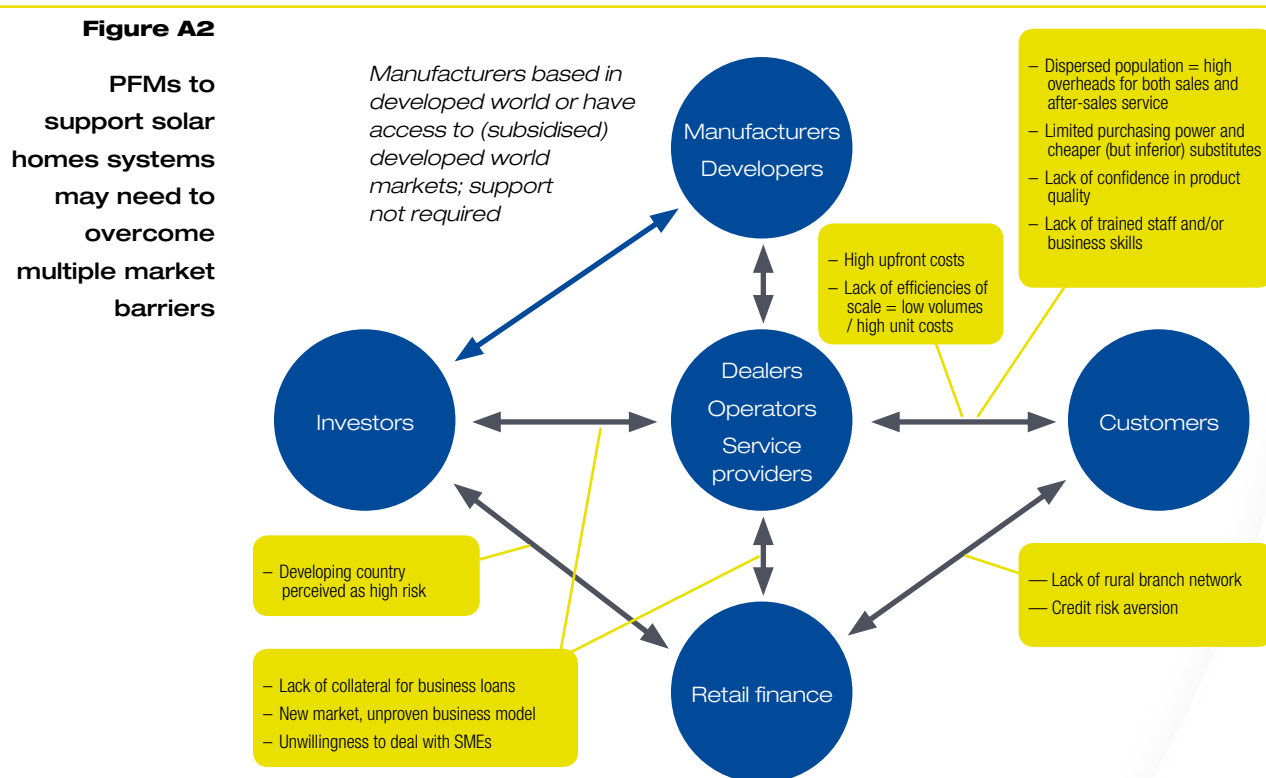 Figure A2
PFMs to
support solar
homes systems
may need to
overcome
multiple market
barriers
Manufacturers based in
developed world or have
access to (subsidised)
developed world
markets; support
not required
Manufacturers
Developers
– Dispersed population = high
overheads for both sales and
after-sales service
– Limited purchasing power and
cheaper (but inferior) substitutes
– Lack of confidence in product
quality
– Lack of trained staff and/or
business skills
– High upfront costs
– Lack of efficiencies of
scale = low volumes
/ high unit costs
Investors
Dealers
Operators
Service
providers
Customers
– Developing country
perceived as high risk
— Lack of rural branch network
— Credit risk aversion
– Lack of collateral for business loans
– New market, unproven business model
– Unwillingness to deal with SMEs
Retail finance